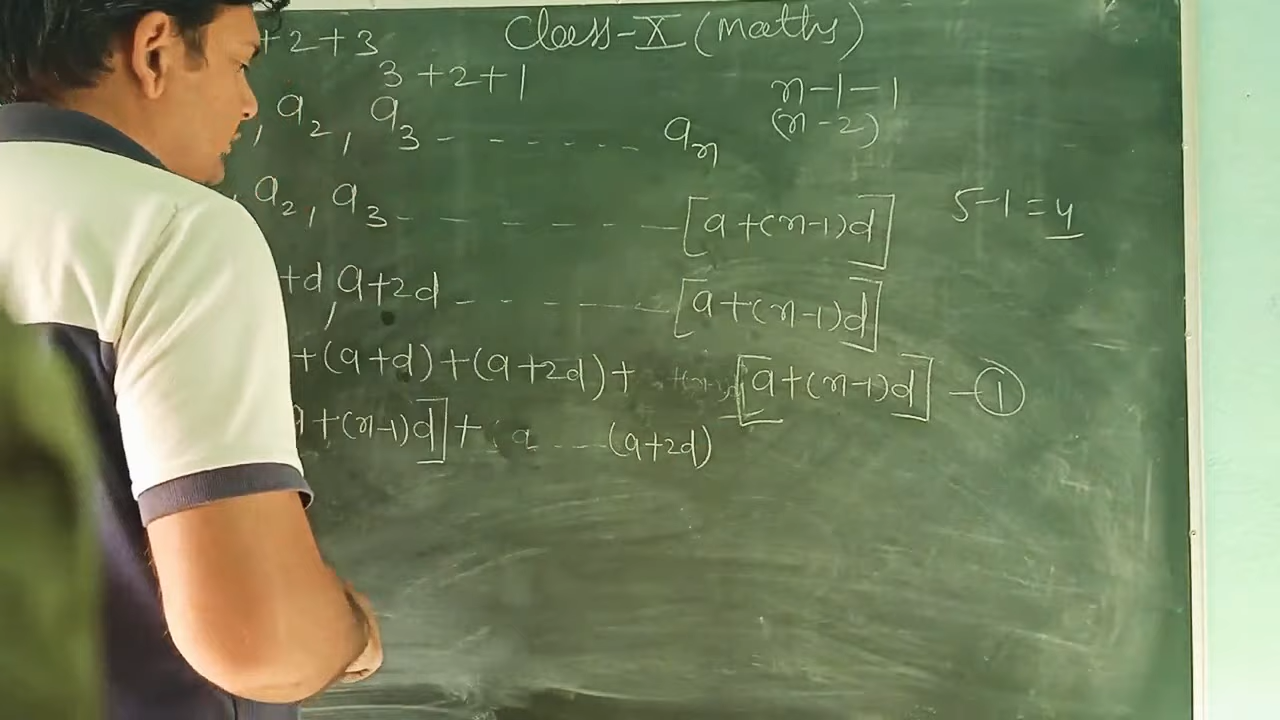 Class-X (Maths)
+2+3
3+2+1
n-1-1
(n-2)
, a2, a3 - - - - - - - an
, a2, a3 - - - - - - - [a+(n-1)d]
5-1=4
+d, a+2d - - - - - - [a+(n-1)d]
+(a+d)+(a+2d)+ [a+(n-1)d] - ①
+(n-1)d]+ a - - - (a+2d)